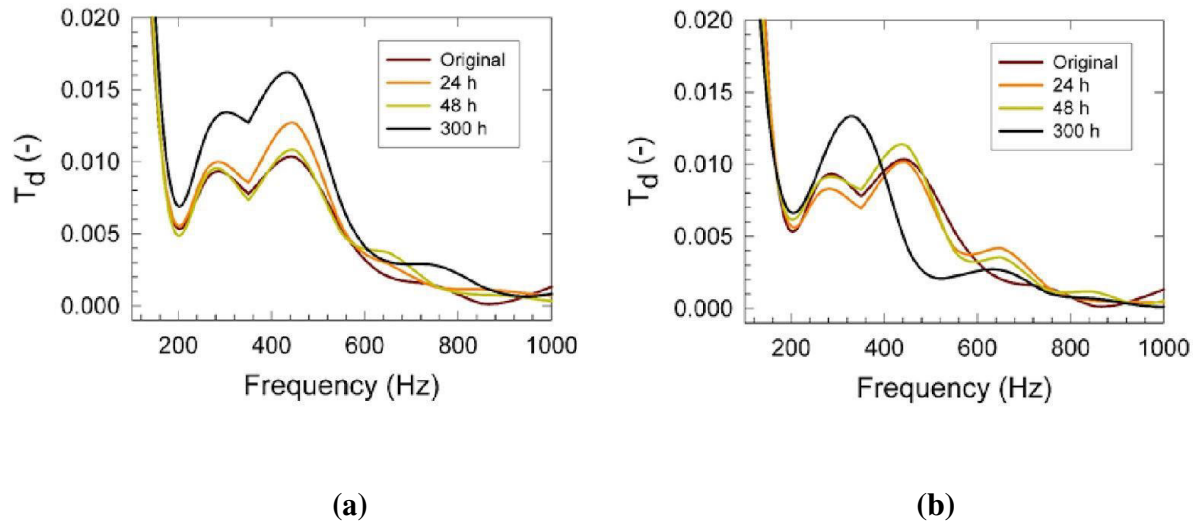 0.020
0.015
0.010
0.005
0.000
T_d (-)
Original
24 h
48 h
300 h
200 400 600 800 1000
Frequency (Hz)
(a)
0.020
0.015
0.010
0.005
0.000
T_d (-)
Original
24 h
48 h
300 h
200 400 600 800 1000
Frequency (Hz)
(b)